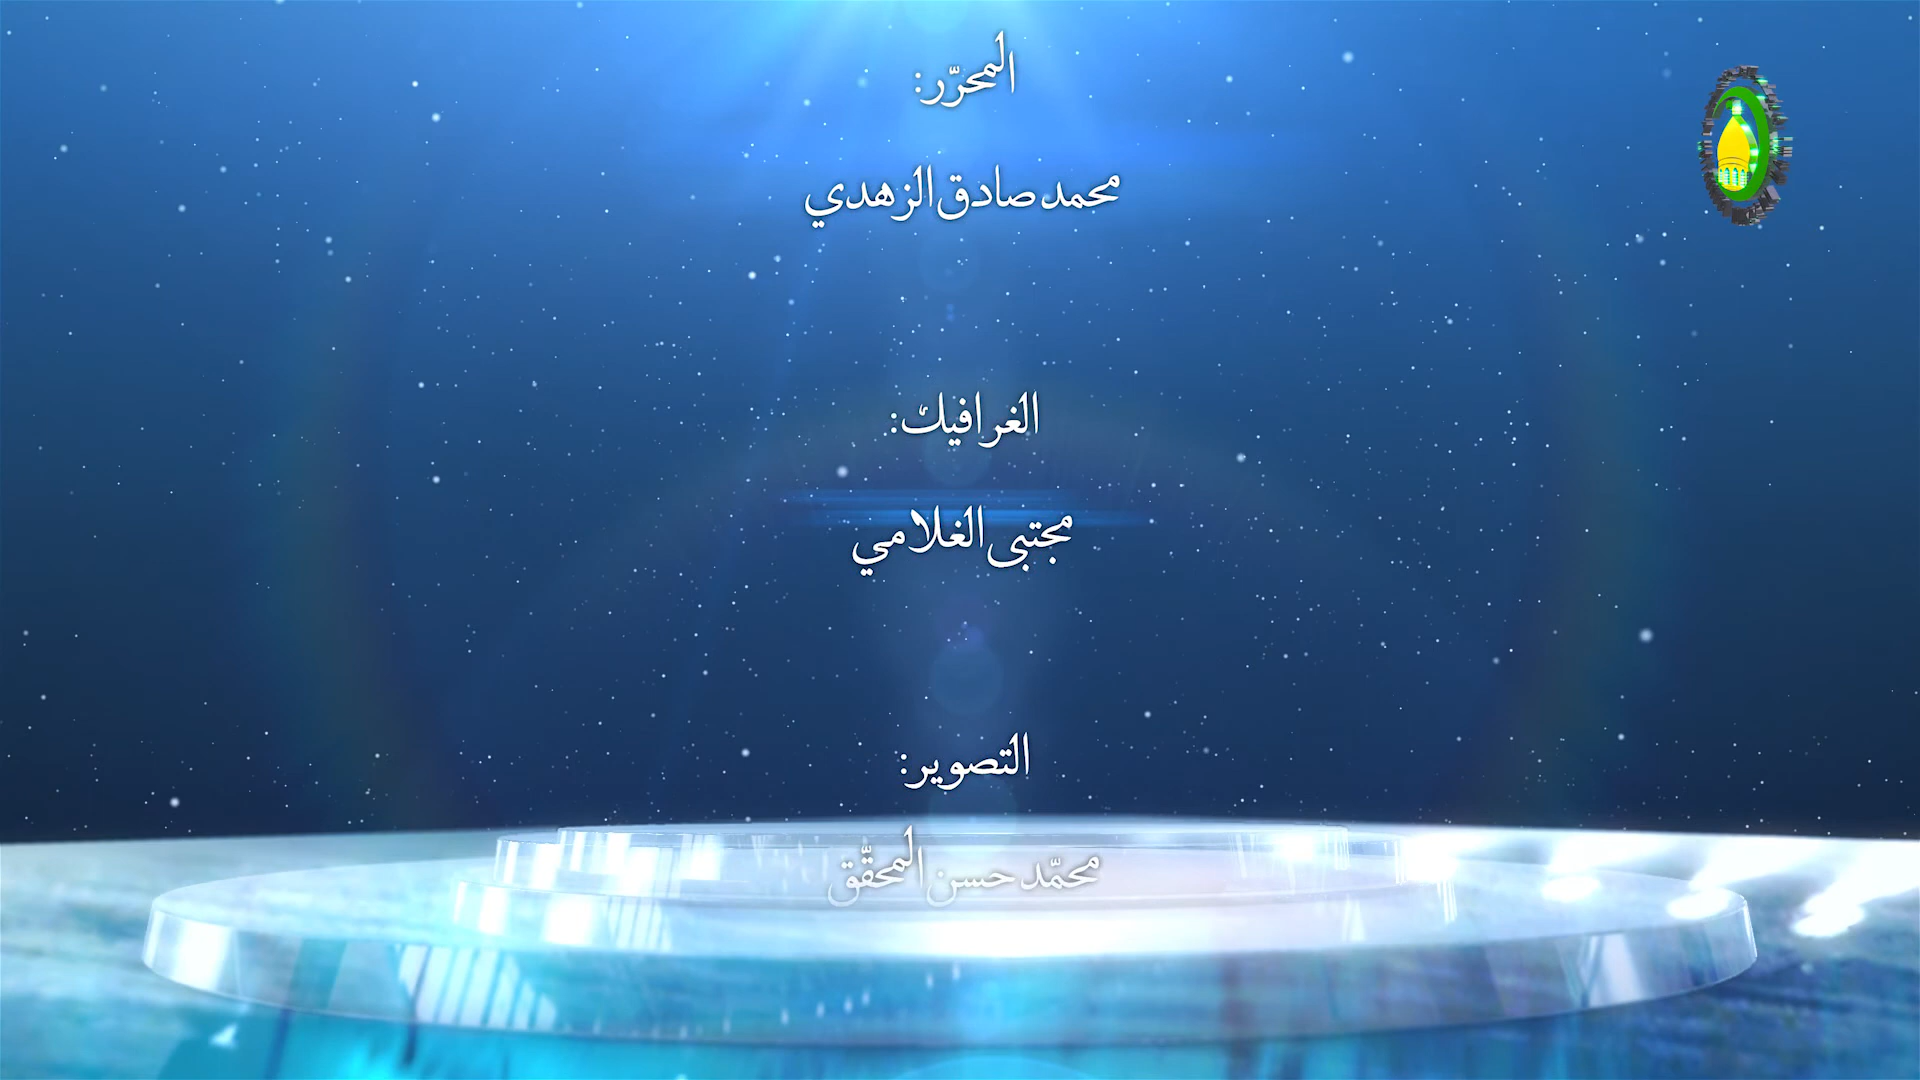 المحرّر:
محمد صادق الزهدي
الغرافيك:
مجتبى الغلامي
التصوير:
محمّد حسن المحقّق